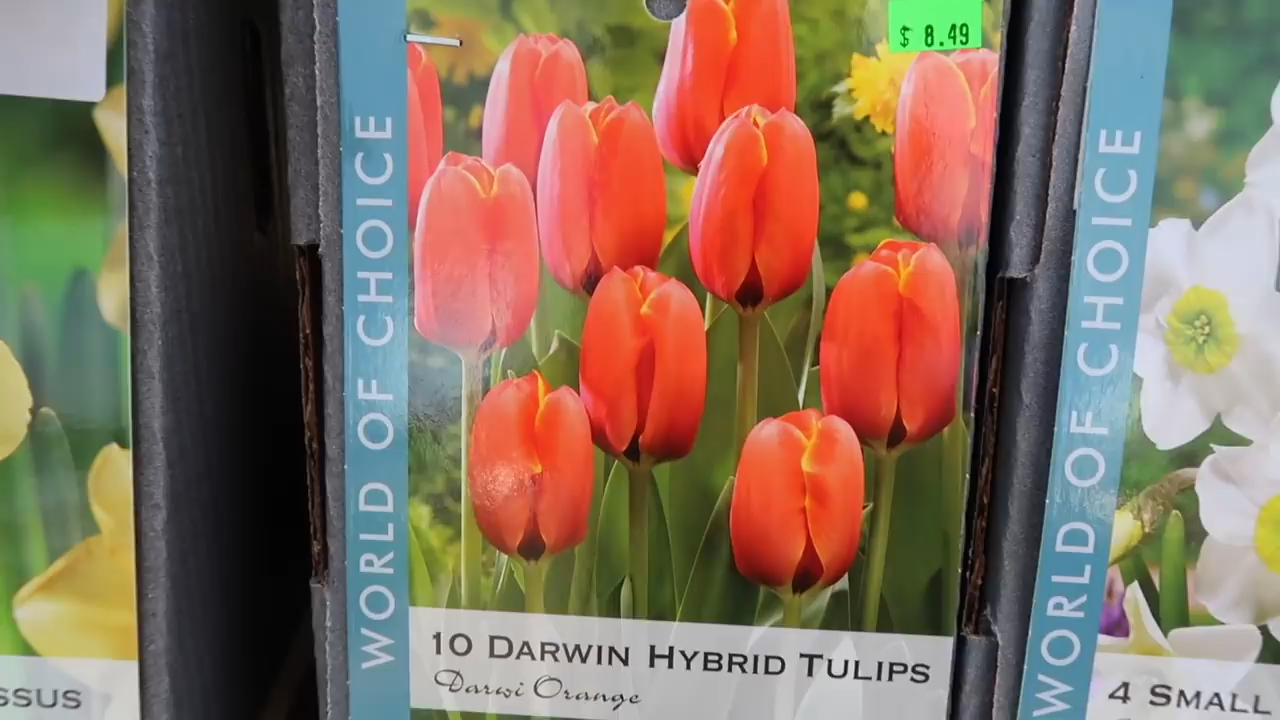 $ 8.49
WORLD OF CHOICE
10 DARWIN HYBRID TULIPS
Darwi Orange
WORLD OF CHOICE
4 SMALL
SSUS